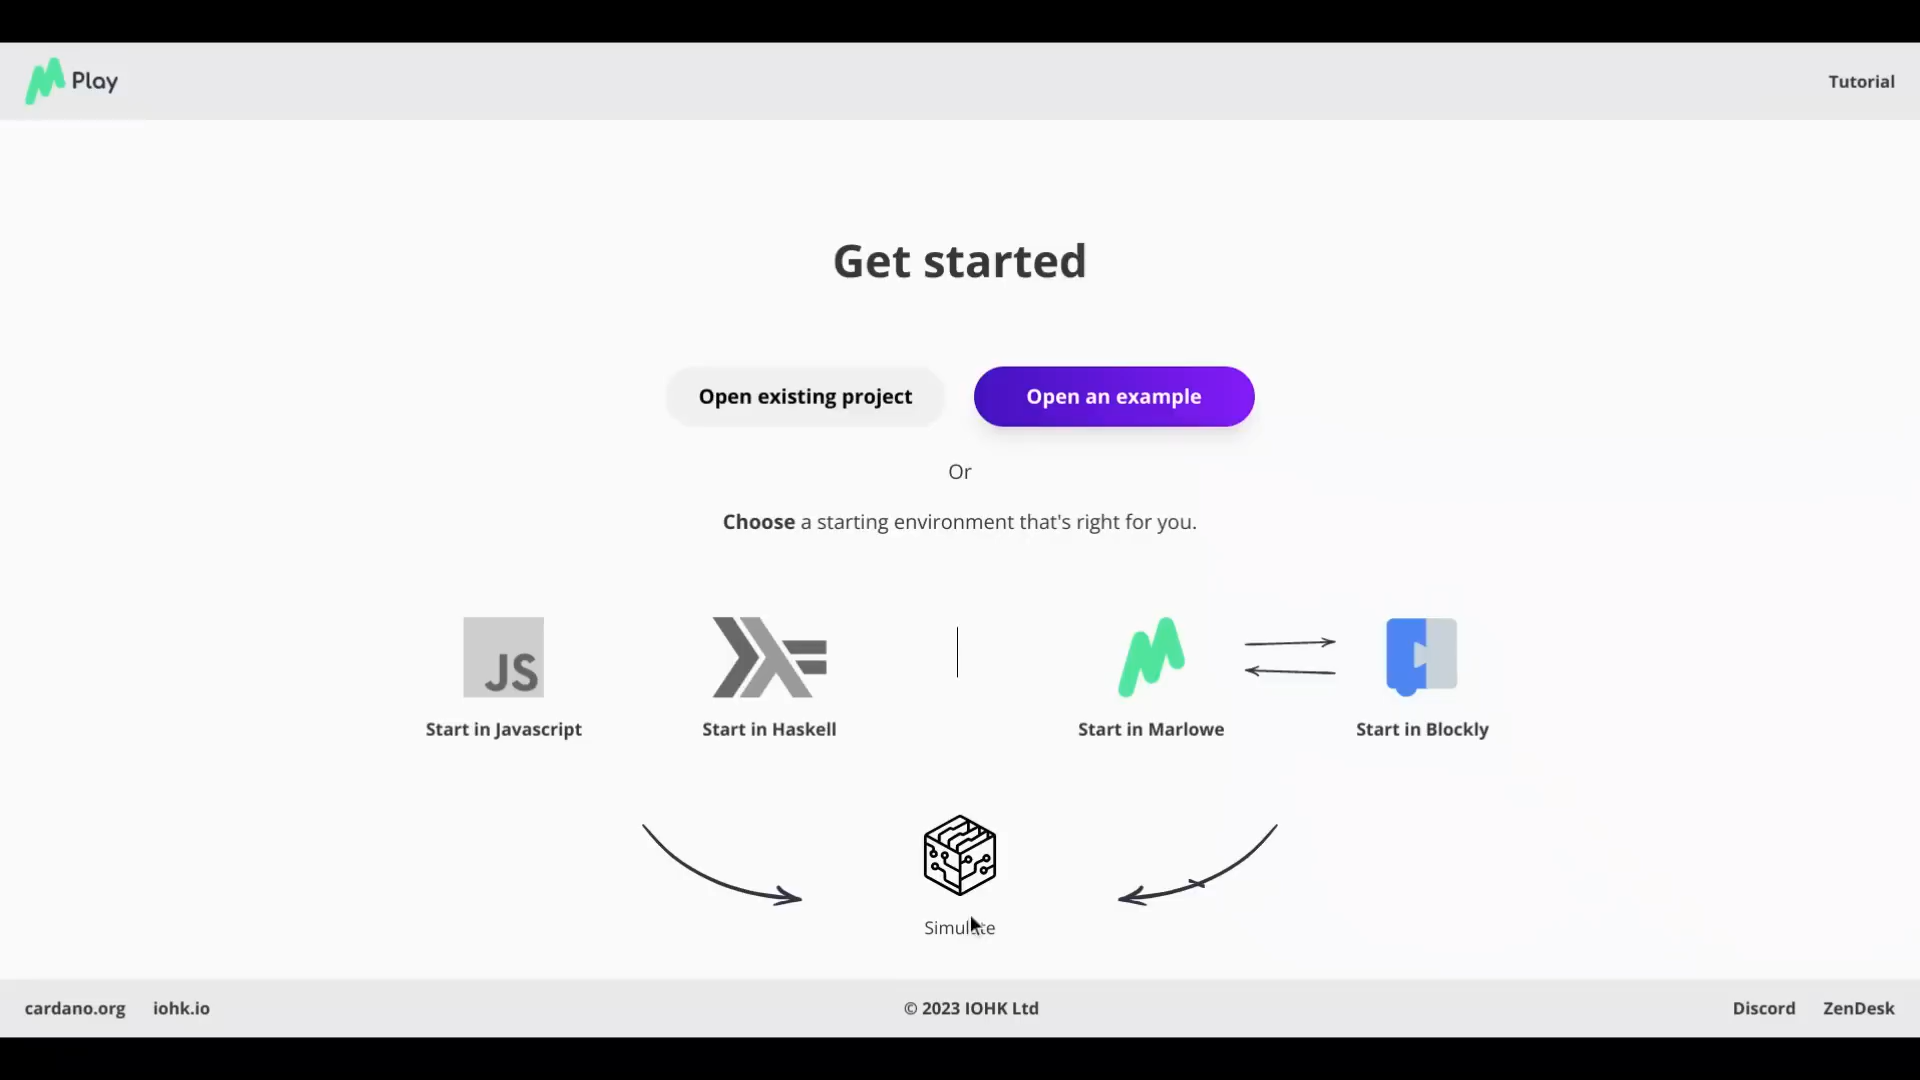 Play
Tutorial
Get started
Open existing project
Open an example
Or
Choose a starting environment that's right for you.
JS
Start in Javascript
Start in Haskell
Start in Marlowe
Start in Blockly
Simulate
cardano.org
iohk.io
© 2023 IOHK Ltd
Discord
ZenDesk